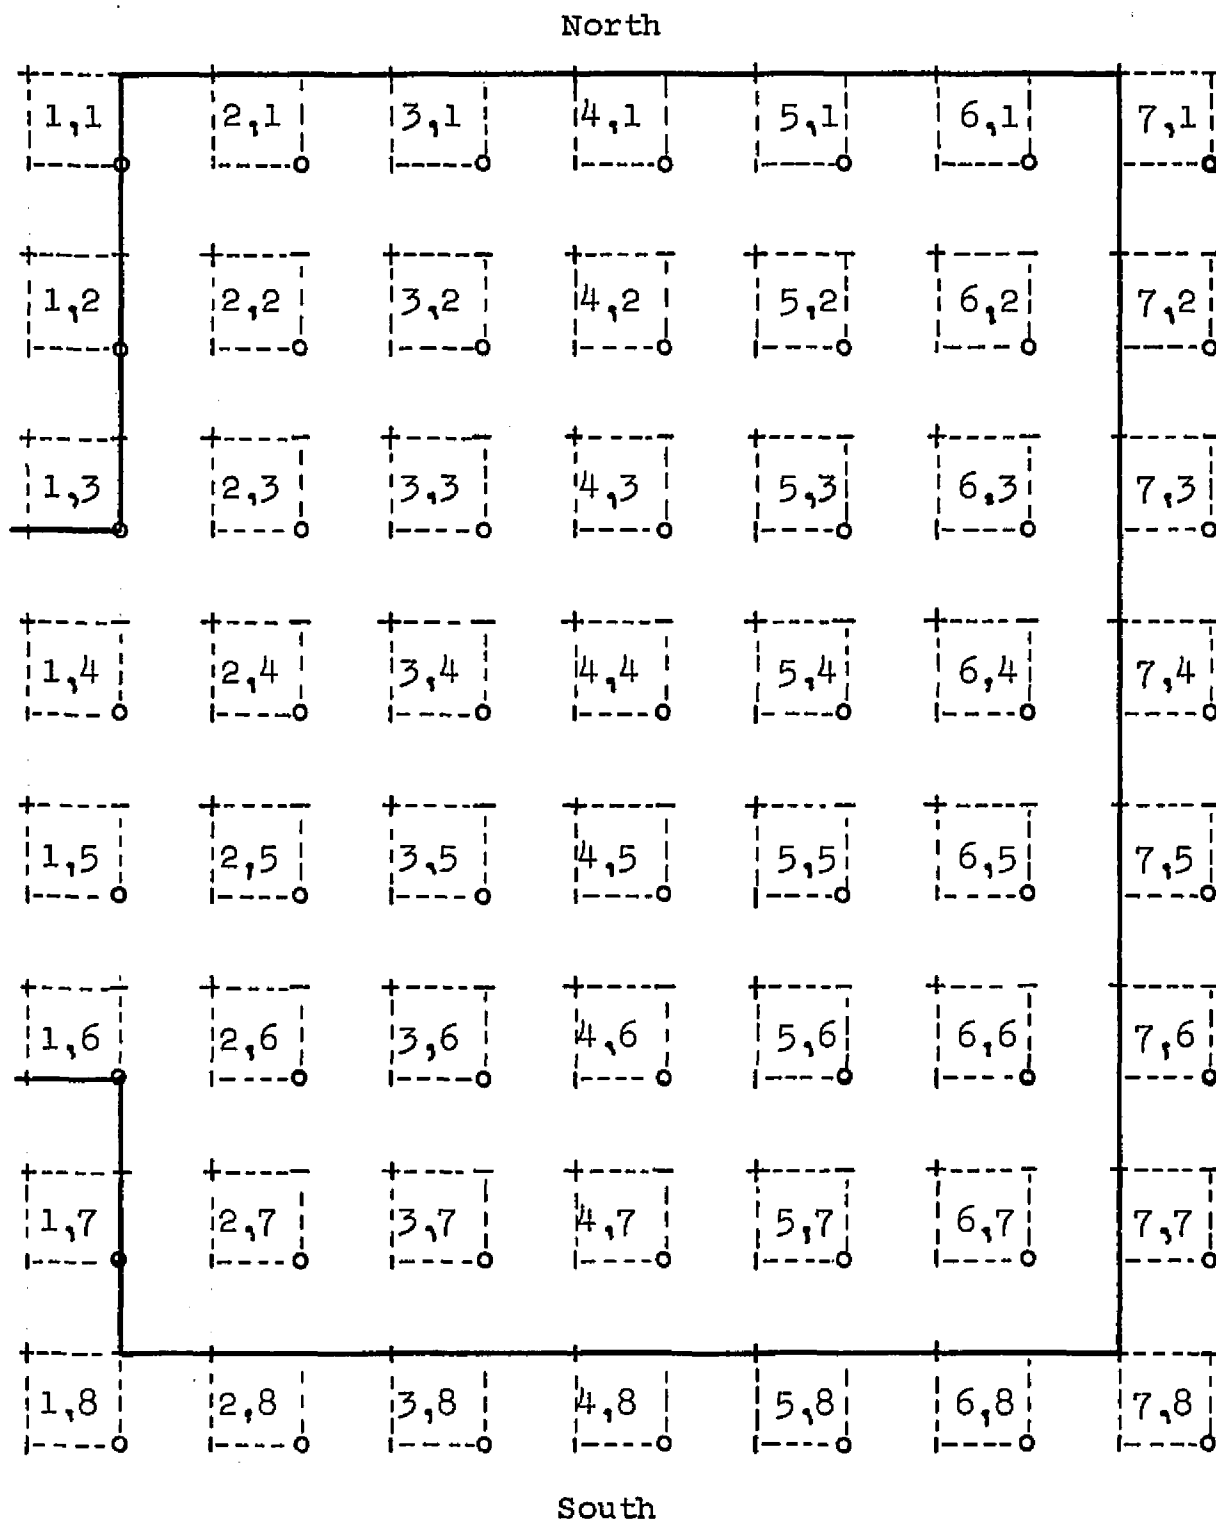 North
1,1 2,1 3,1 4,1 5,1 6,1 7,1
1,2 2,2 3,2 4,2 5,2 6,2 7,2
1,3 2,3 3,3 4,3 5,3 6,3 7,3
1,4 2,4 3,4 4,4 5,4 6,4 7,4
1,5 2,5 3,5 4,5 5,5 6,5 7,5
1,6 2,6 3,6 4,6 5,6 6,6 7,6
1,7 2,7 3,7 4,7 5,7 6,7 7,7
1,8 2,8 3,8 4,8 5,8 6,8 7,8
South